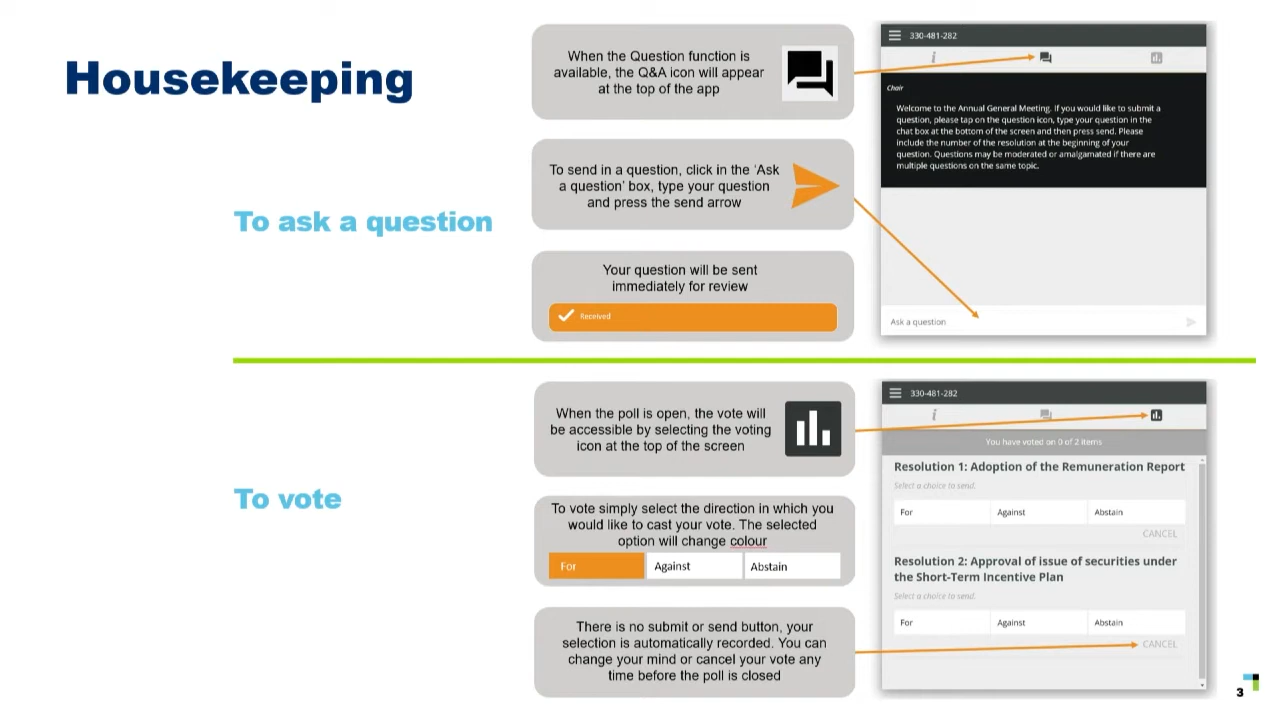 Housekeeping
To ask a question
When the Question function is
available, the Q&A icon will appear
at the top of the app
To send in a question, click in the ‘Ask
a question’ box, type your question
and press the send arrow
Your question will be sent
immediately for review
Received
330-481-282
i
Chair
Welcome to the Annual General Meeting. If you would like to submit a
question, please tap on the question icon, type your question in the
chat box at the bottom of the screen and then press send. Please
include the number of the resolution at the beginning of your
question. Questions may be moderated or amalgamated if there are
multiple questions on the same topic.
Ask a question
To vote
When the poll is open, the vote will
be accessible by selecting the voting
icon at the top of the screen
To vote simply select the direction in which you
would like to cast your vote. The selected
option will change colour
For Against Abstain
There is no submit or send button, your
selection is automatically recorded. You can
change your mind or cancel your vote any
time before the poll is closed
330-481-282
i
You have voted on 0 of 2 items
Resolution 1: Adoption of the Remuneration Report
Select a choice to send.
For Against Abstain
CANCEL
Resolution 2: Approval of issue of securities under
the Short-Term Incentive Plan
Select a choice to send.
For Against Abstain
CANCEL
3